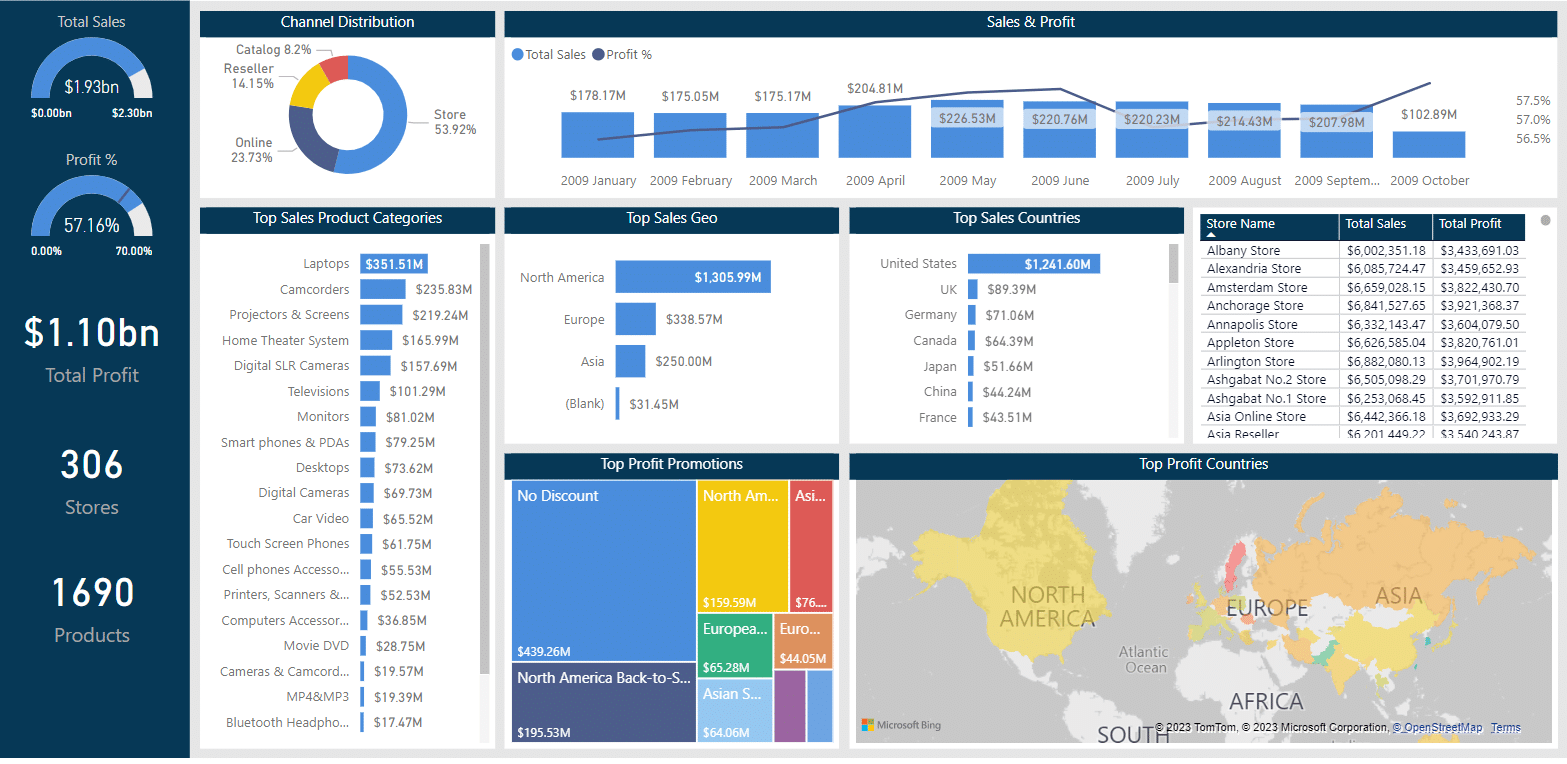 Total Sales
$1.93bn
$0.00bn $2.30bn
Profit %
57.16%
0.00% 70.00%
$1.10bn
Total Profit
306
Stores
1690
Products
Channel Distribution
Catalog 8.2%
Reseller
14.15%
Online
23.73%
Store
53.92%
Sales & Profit
Total Sales Profit %
$178.17M $175.05M $175.17M $204.81M $226.53M $220.76M $220.23M $214.43M $207.98M $102.89M
57.5%
57.0%
56.5%
2009 January 2009 February 2009 March 2009 April 2009 May 2009 June 2009 July 2009 August 2009 Septem... 2009 October
Top Sales Product Categories
Laptops $351.51M
Camcorders $235.83M
Projectors & Screens $219.24M
Home Theater System $165.99M
Digital SLR Cameras $157.69M
Televisions $101.29M
Monitors $81.02M
Smart phones & PDAs $79.25M
Desktops $73.62M
Digital Cameras $69.73M
Car Video $65.52M
Touch Screen Phones $61.75M
Cell phones Accesso... $55.53M
Printers, Scanners &... $52.53M
Computers Accessor... $36.85M
Movie DVD $28.75M
Cameras & Camcord... $19.57M
MP4&MP3 $19.39M
Bluetooth Headpho... $17.47M
Top Sales Geo
North America $1,305.99M
Europe $338.57M
Asia $250.00M
(Blank) $31.45M
Top Sales Countries
United States $1,241.60M
UK $89.39M
Germany $71.06M
Canada $64.39M
Japan $51.66M
China $44.24M
France $43.51M
Store Name Total Sales Total Profit
Albany Store $6,002,351.18 $3,433,691.03
Alexandria Store $6,085,724.47 $3,459,652.93
Amsterdam Store $6,659,028.15 $3,822,430.70
Anchorage Store $6,841,527.65 $3,921,368.37
Annapolis Store $6,332,143.47 $3,604,079.50
Appleton Store $6,626,585.04 $3,820,761.01
Arlington Store $6,882,080.13 $3,964,902.19
Ashgabat No.2 Store $6,505,098.29 $3,701,970.79
Ashgabat No.1 Store $6,253,068.45 $3,592,911.85
Asia Online Store $6,442,366.18 $3,692,933.29
Asia Reseller $6,201,449.22 $3,540,243.87
Top Profit Promotions
No Discount
$439.26M
North America Back-to-S...
$195.53M
North Am...
$159.59M
Asi...
$76....
Europea...
$65.28M
Euro...
$44.05M
Asian S...
$64.06M
Top Profit Countries
NORTH
AMERICA
EUROPE
ASIA
Atlantic
Ocean
AFRICA
SOUTH
Microsoft Bing
© 2023 TomTom, © 2023 Microsoft Corporation, © OpenStreetMap Terms